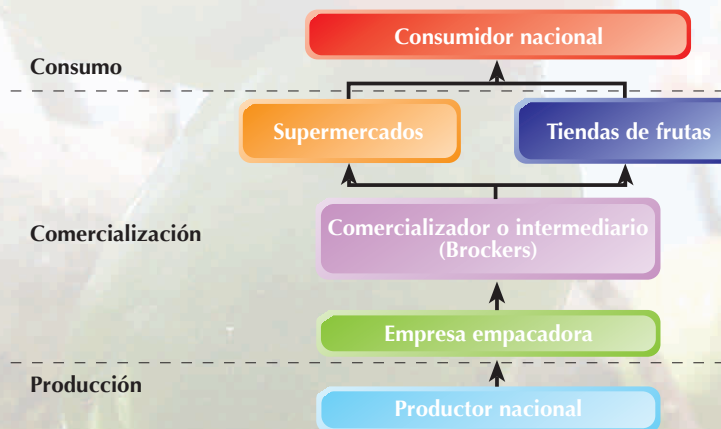 Consumidor nacional
Consumo
Supermercados
Tiendas de frutas
Comercializador o intermediario
(Brockers)
Comercialización
Empresa empacadora
Producción
Productor nacional